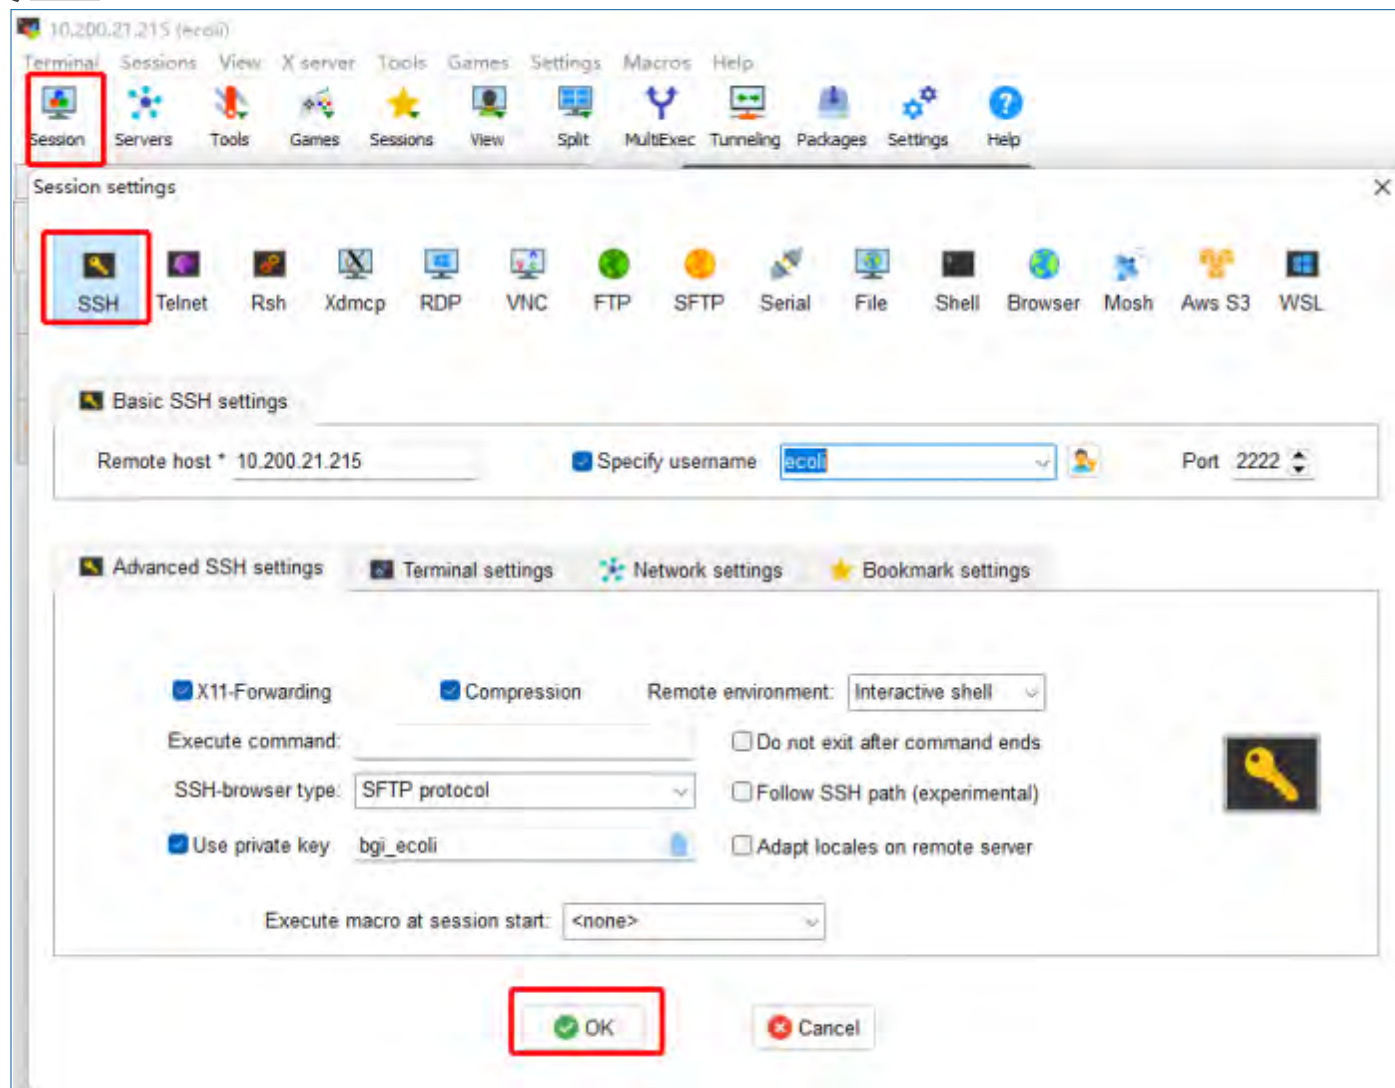 10.200.21.215 (ecoli)
Terminal Sessions View X server Tools Games Settings Macros Help
Session Servers Tools Games Sessions View Split MultiExec Tunneling Packages Settings Help
Session settings
SSH Telnet Rsh Xdmcp RDP VNC FTP SFTP Serial File Shell Browser Mosh Aws S3 WSL
Basic SSH settings
Remote host * 10.200.21.215 Specify username ecoli Port 2222
Advanced SSH settings Terminal settings Network settings Bookmark settings
X11-Forwarding Compression Remote environment: Interactive shell
Execute command: Do not exit after command ends
SSH-browser type: SFTP protocol Follow SSH path (experimental)
Use private key bgi_ecoli Adapt locales on remote server
Execute macro at session start: <none>
OK Cancel